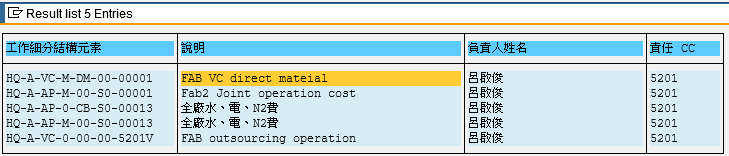 Result list 5 Entries
工作細分結構元素 說明 負責人姓名 責任 CC
HQ-A-VC-M-DM-00-00001 FAB VC direct mateial 呂啟俊 5201
HQ-A-AP-M-00-S0-00001 Fab2 Joint operation cost 呂啟俊 5201
HQ-A-AP-0-CB-S0-00013 全廠水、電、N2費 呂啟俊 5201
HQ-A-AP-M-00-S0-00013 全廠水、電、N2費 呂啟俊 5201
HQ-A-VC-0-00-00-5201V FAB outsourcing operation 呂啟俊 5201